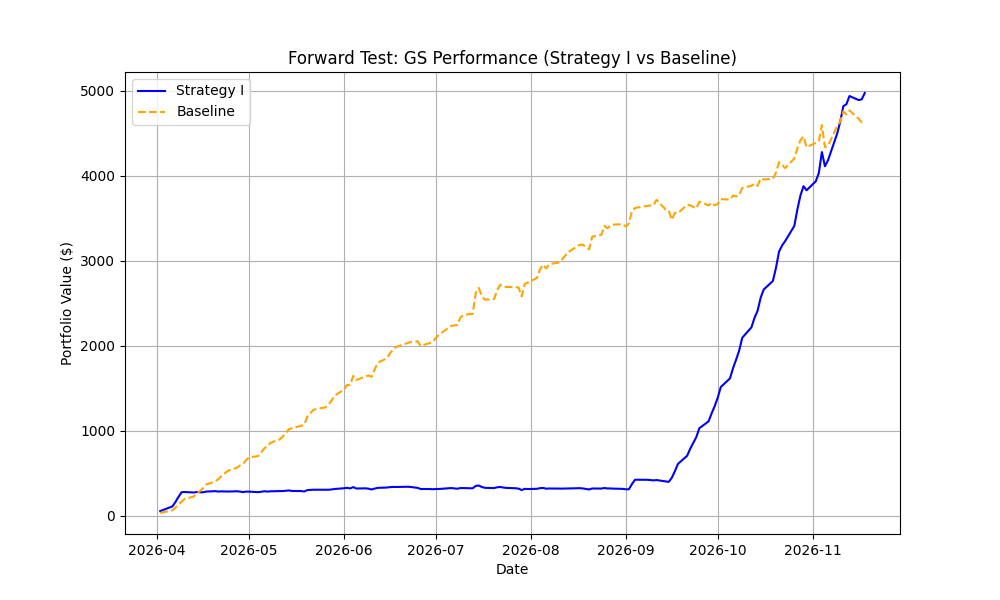 Forward Test: GS Performance (Strategy I vs Baseline)
Strategy I
Baseline
Portfolio Value ($)
5000
4000
3000
2000
1000
0
2026-04 2026-05 2026-06 2026-07 2026-08 2026-09 2026-10 2026-11
Date